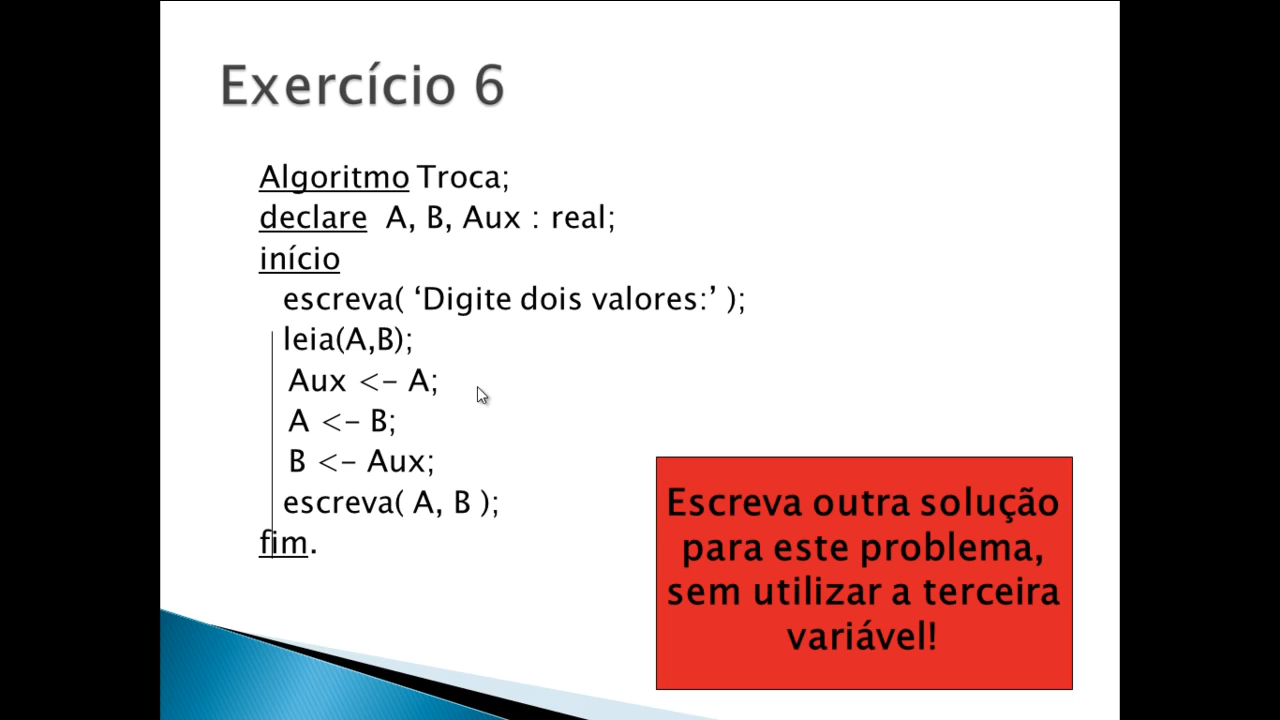 Exercício 6
Algoritmo Troca;
declare A, B, Aux : real;
início
escreva( ‘Digite dois valores:’ );
leia(A,B);
Aux <- A;
A <- B;
B <- Aux;
escreva( A, B );
fim.
Escreva outra solução
para este problema,
sem utilizar a terceira
variável!